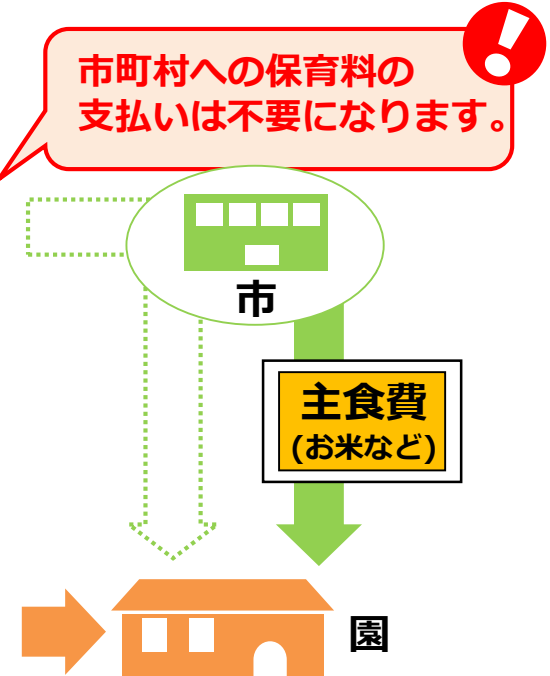 市町村への保育料の
支払いは不要になります。
市
主食費
(お米など)
園